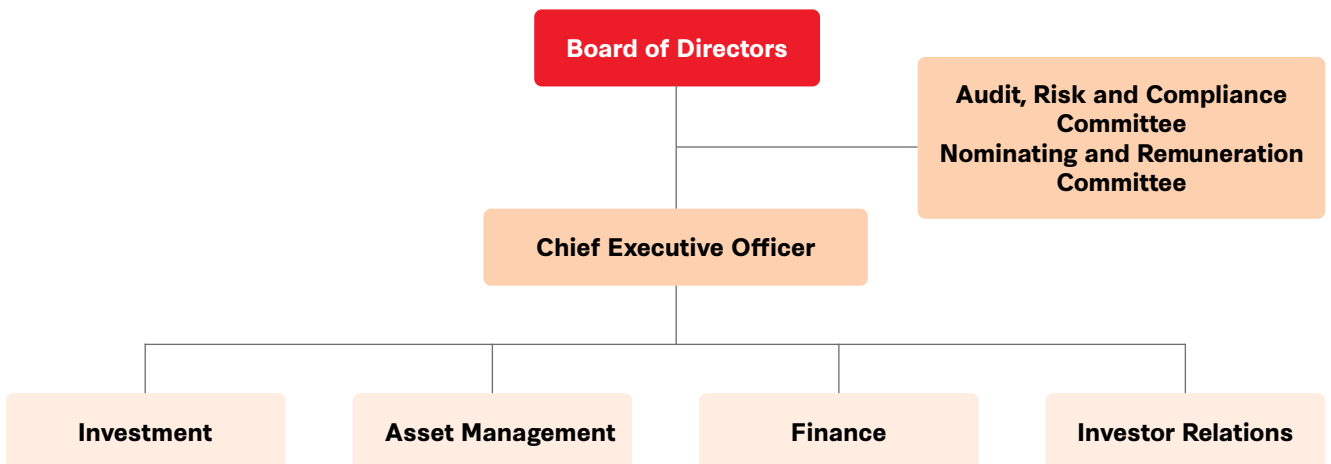 Board of Directors
Audit, Risk and Compliance
Committee
Nominating and Remuneration
Committee
Chief Executive Officer
Investment
Asset Management
Finance
Investor Relations